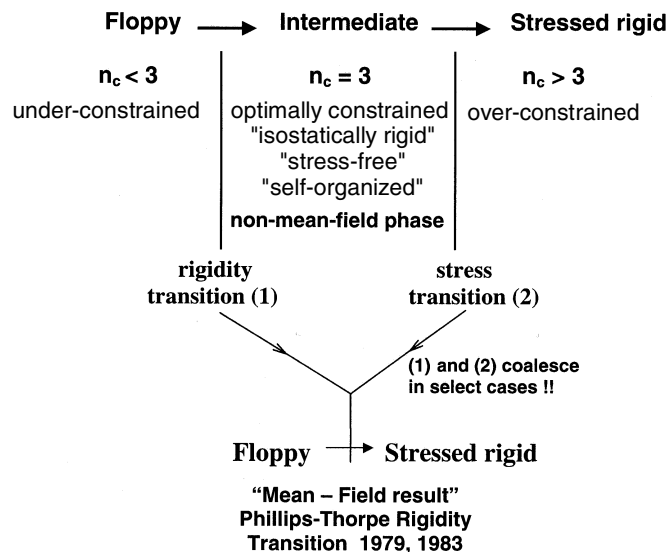 Floppy → Intermediate → Stressed rigid
n_c < 3 n_c = 3 n_c > 3
under-constrained optimally constrained over-constrained
"isostatically rigid"
"stress-free"
"self-organized"
non-mean-field phase
rigidity
transition (1)
stress
transition (2)
(1) and (2) coalesce
in select cases !!
Floppy → Stressed rigid
“Mean – Field result”
Phillips-Thorpe Rigidity
Transition 1979, 1983